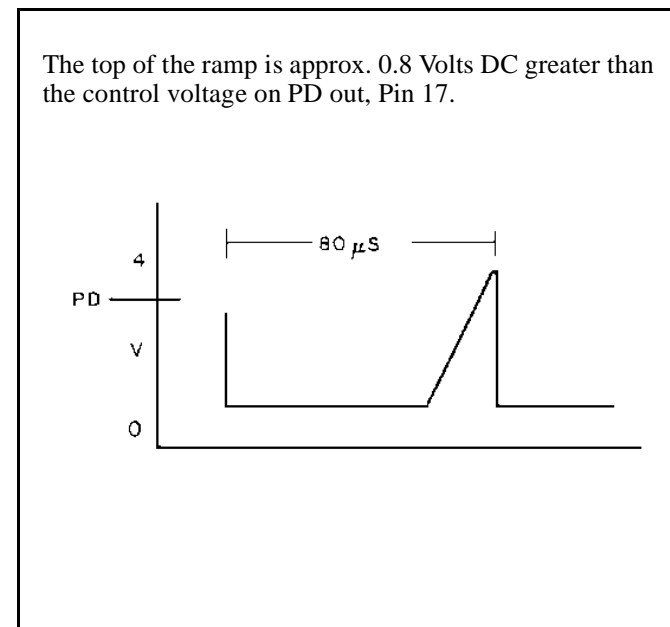 The top of the ramp is approx. 0.8 Volts DC greater than
the control voltage on PD out, Pin 17.
80 μS
4
PD
V
0